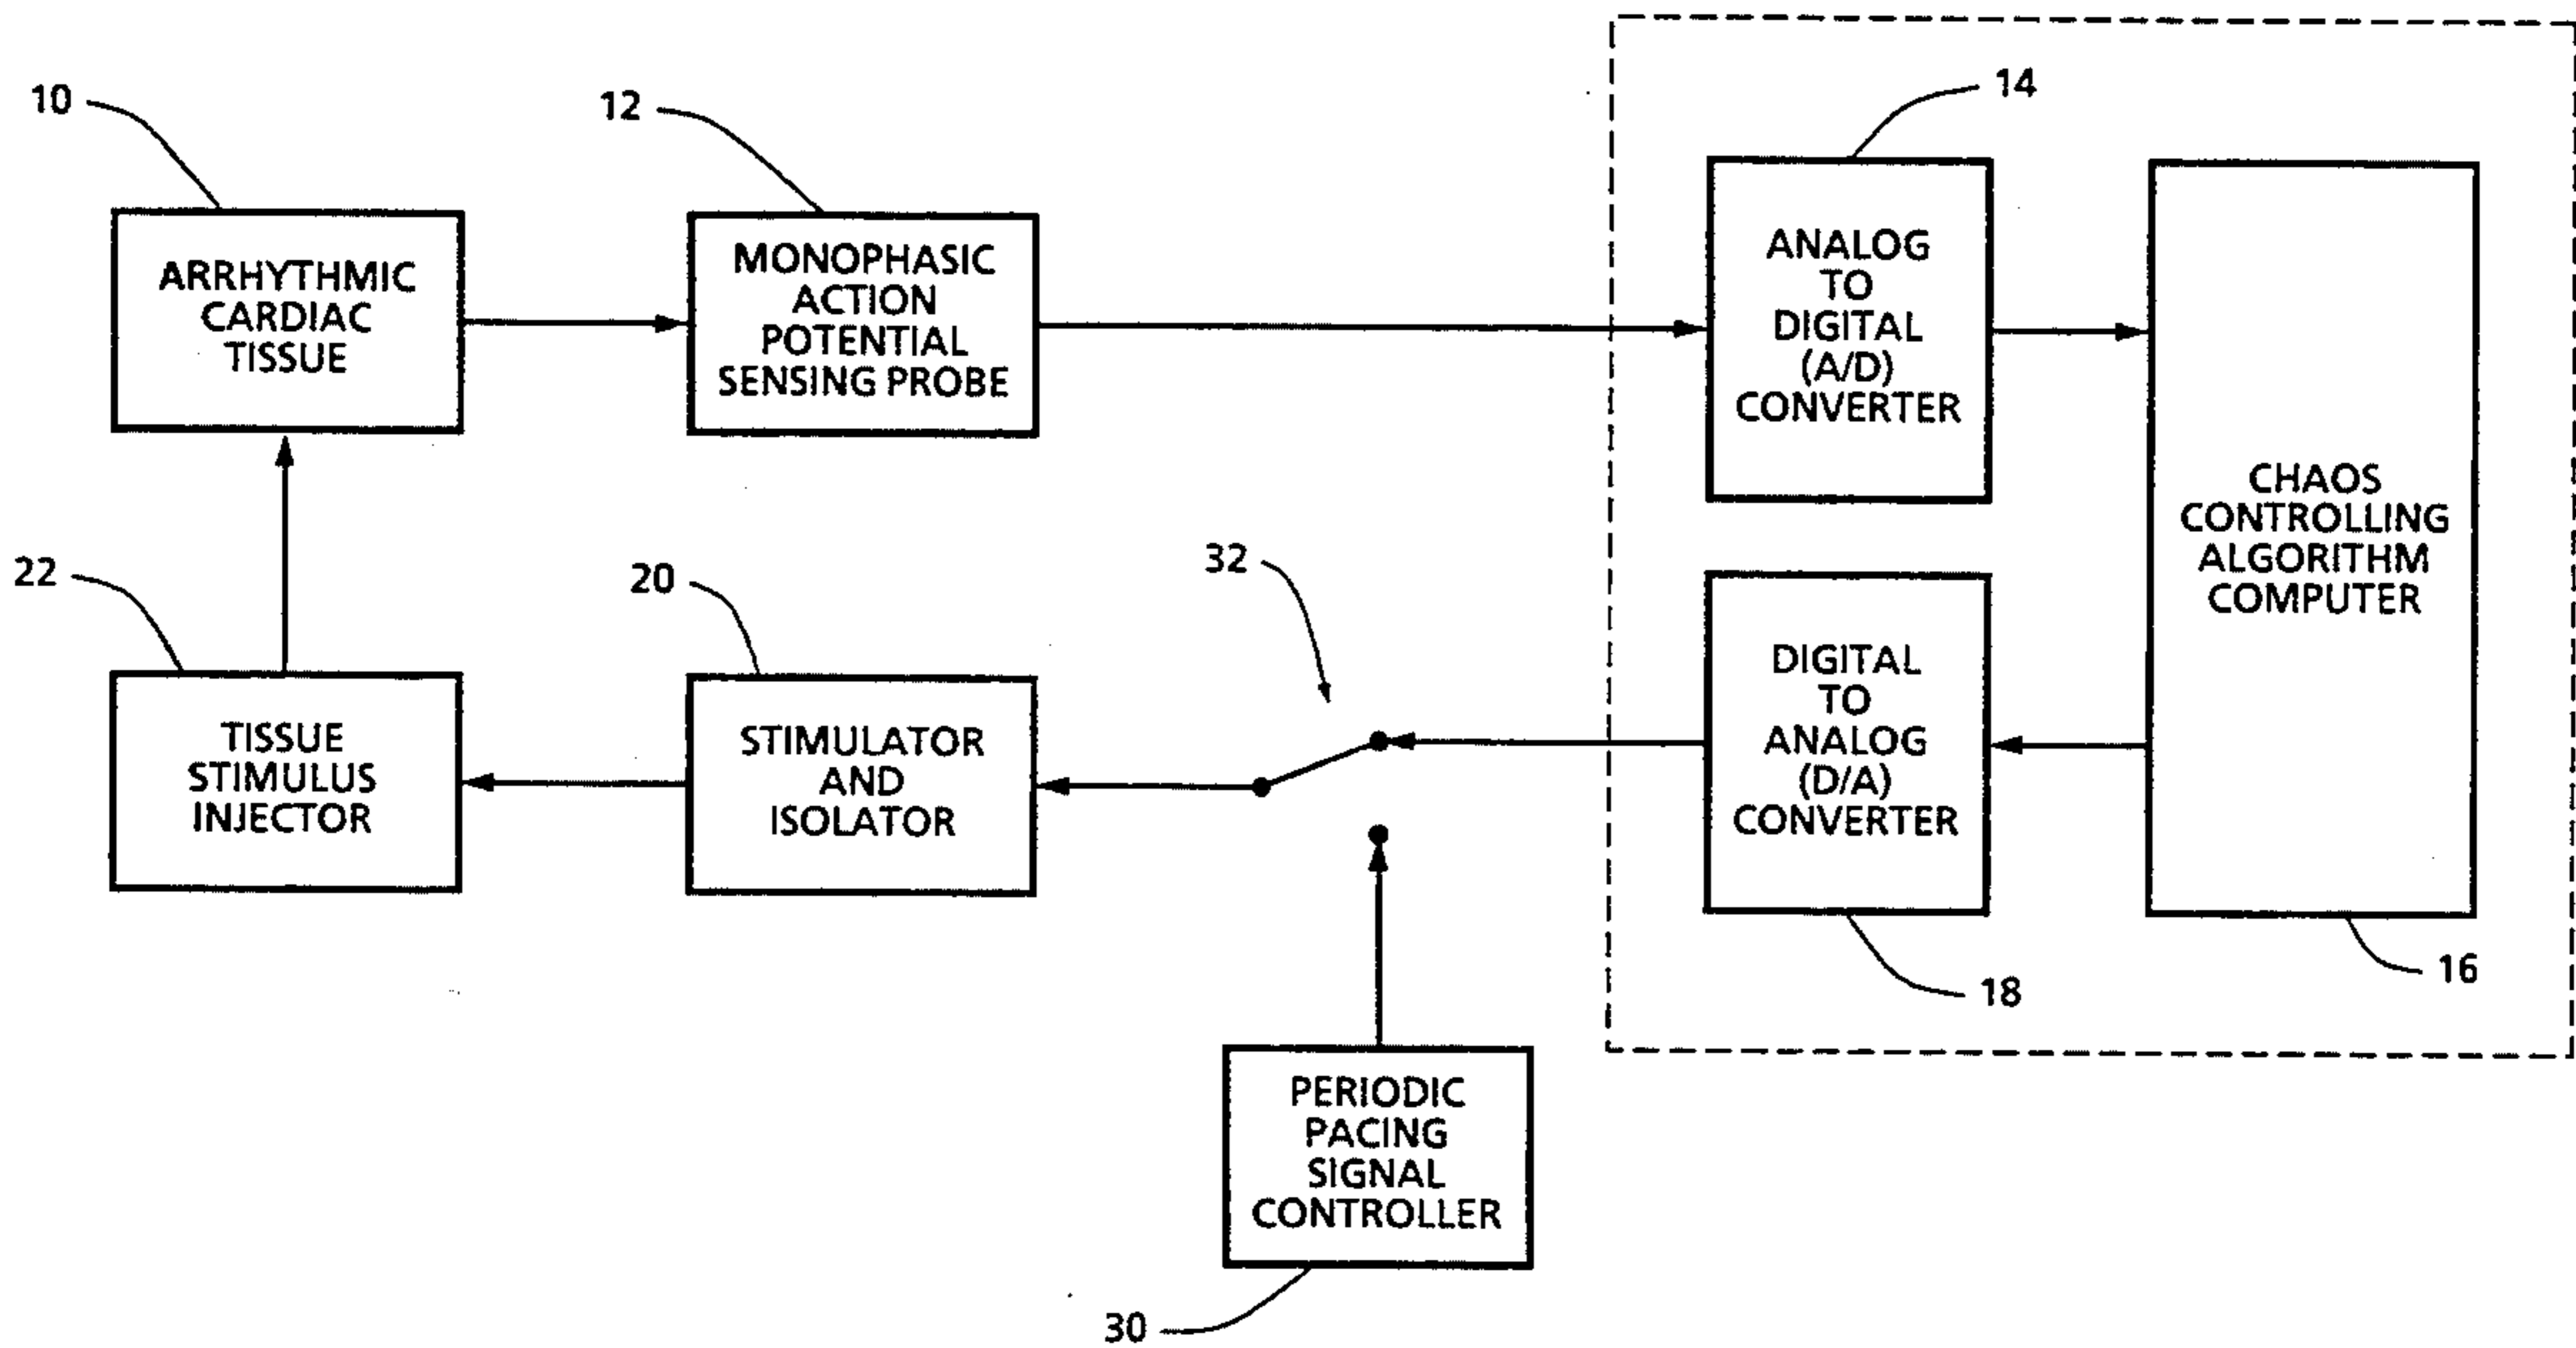 10
ARRHYTHMIC
CARDIAC
TISSUE
12
MONOPHASIC
ACTION
POTENTIAL
SENSING PROBE
14
ANALOG
TO
DIGITAL
(A/D)
CONVERTER
CHAOS
CONTROLLING
ALGORITHM
COMPUTER
16
22
TISSUE
STIMULUS
INJECTOR
20
STIMULATOR
AND
ISOLATOR
32
DIGITAL
TO
ANALOG
(D/A)
CONVERTER
18
PERIODIC
PACING
SIGNAL
CONTROLLER
30